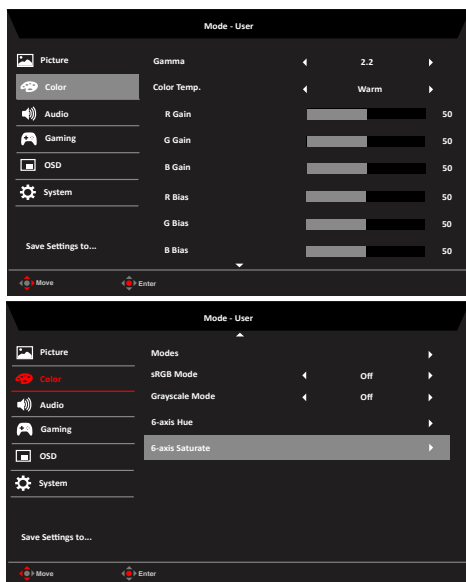 Mode - User
Picture
Gamma 2.2
Color
Color Temp. Warm
Audio
R Gain 50
Gaming
G Gain 50
OSD
B Gain 50
System
R Bias 50
G Bias 50
Save Settings to...
B Bias 50
Move Enter
Mode - User
Picture
Modes
Color
sRGB Mode Off
Audio
Grayscale Mode Off
Gaming
6-axis Hue
OSD
6-axis Saturate
System
Save Settings to...
Move Enter